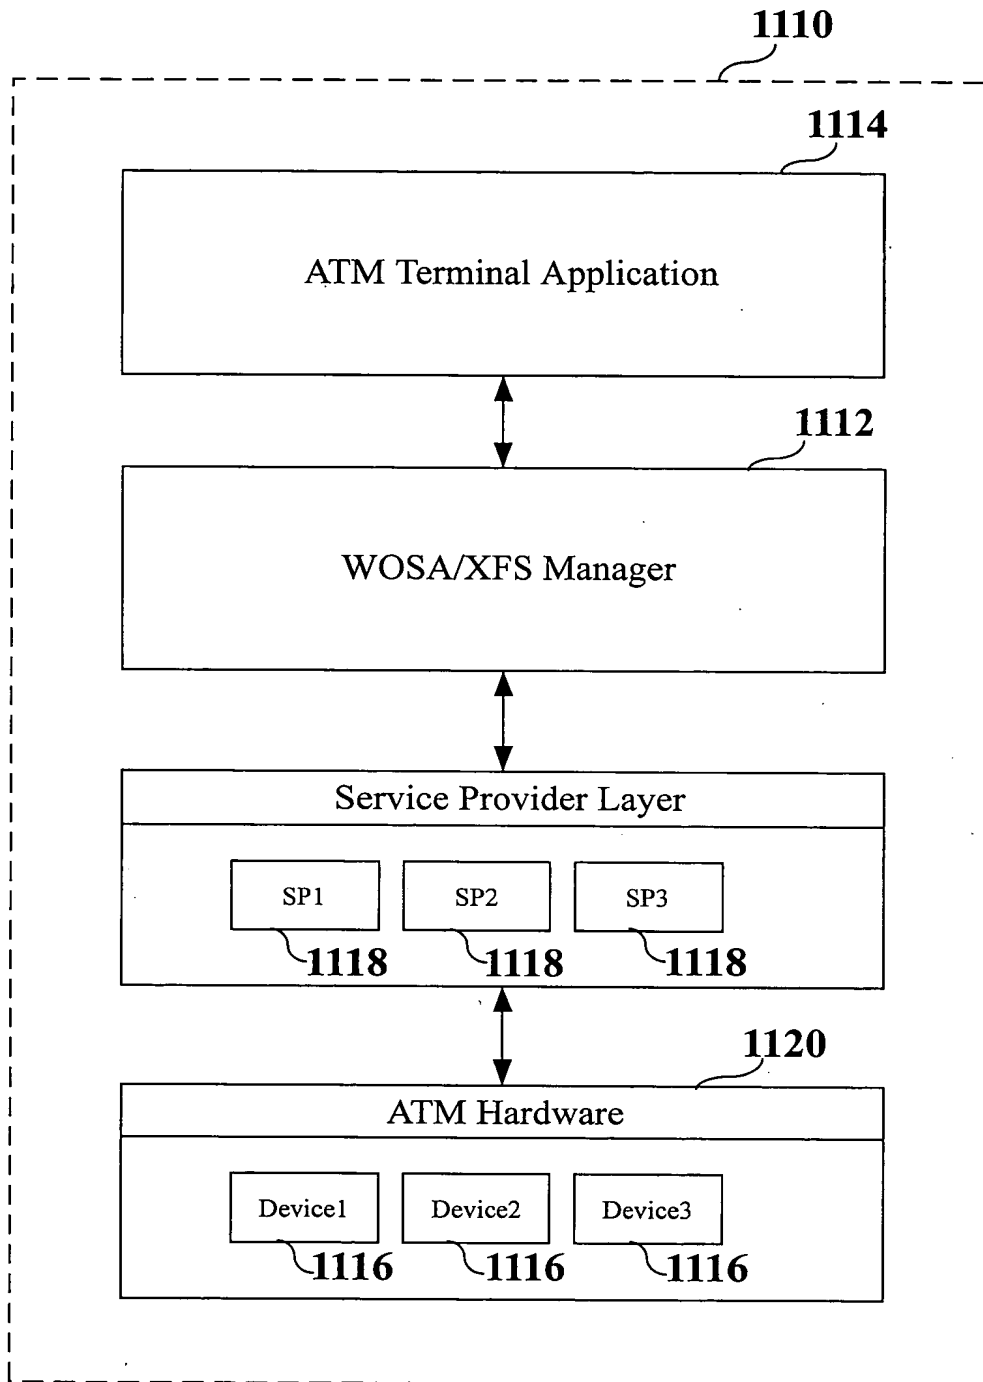 1110
1114
ATM Terminal Application
1112
WOSA/XFS Manager
Service Provider Layer
SP1 SP2 SP3
1118 1118 1118
1120
ATM Hardware
Device1 Device2 Device3
1116 1116 1116